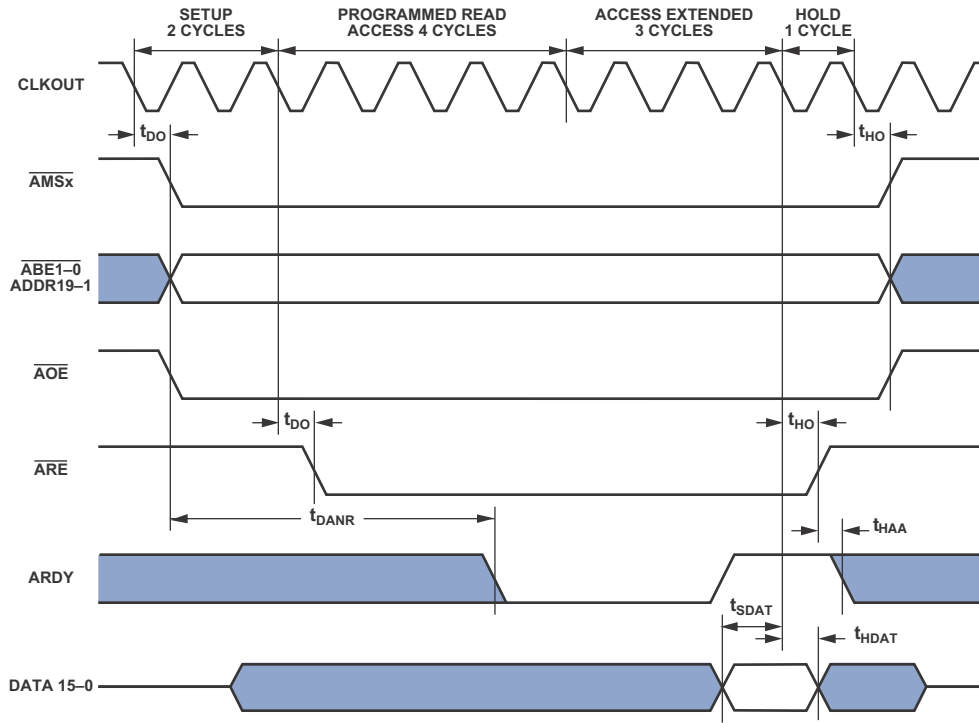 SETUP
2 CYCLES
PROGRAMMED READ
ACCESS 4 CYCLES
ACCESS EXTENDED
3 CYCLES
HOLD
1 CYCLE
CLKOUT
tDO
tHO
AMSx
ABE1–0
ADDR19–1
AOE
tDO
tHO
ARE
tDANR
tHAA
ARDY
tSDAT
tHDAT
DATA 15–0